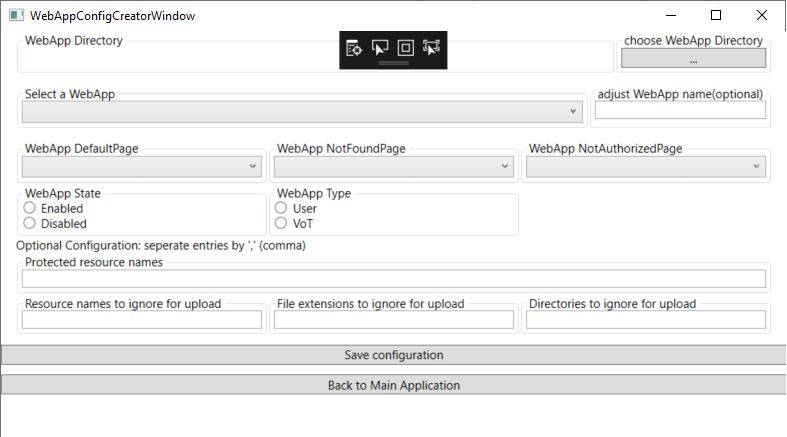 WebAppConfigCreatorWindow
WebApp Directory
choose WebApp Directory
...
Select a WebApp
adjust WebApp name(optional)
WebApp DefaultPage
WebApp NotFoundPage
WebApp NotAuthorizedPage
WebApp State
WebApp Type
Enabled
User
Disabled
VoT
Optional Configuration: seperate entries by ',' (comma)
Protected resource names
Resource names to ignore for upload
File extensions to ignore for upload
Directories to ignore for upload
Save configuration
Back to Main Application